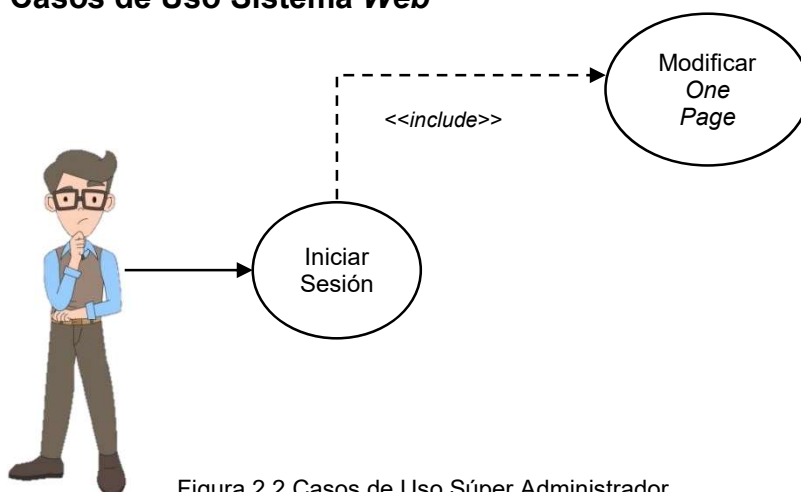 Casos de Uso Sistema Web
Modificar
One
Page
<<include>>
Iniciar
Sesión
Figura 2.2 Casos de Uso Súper Administrador